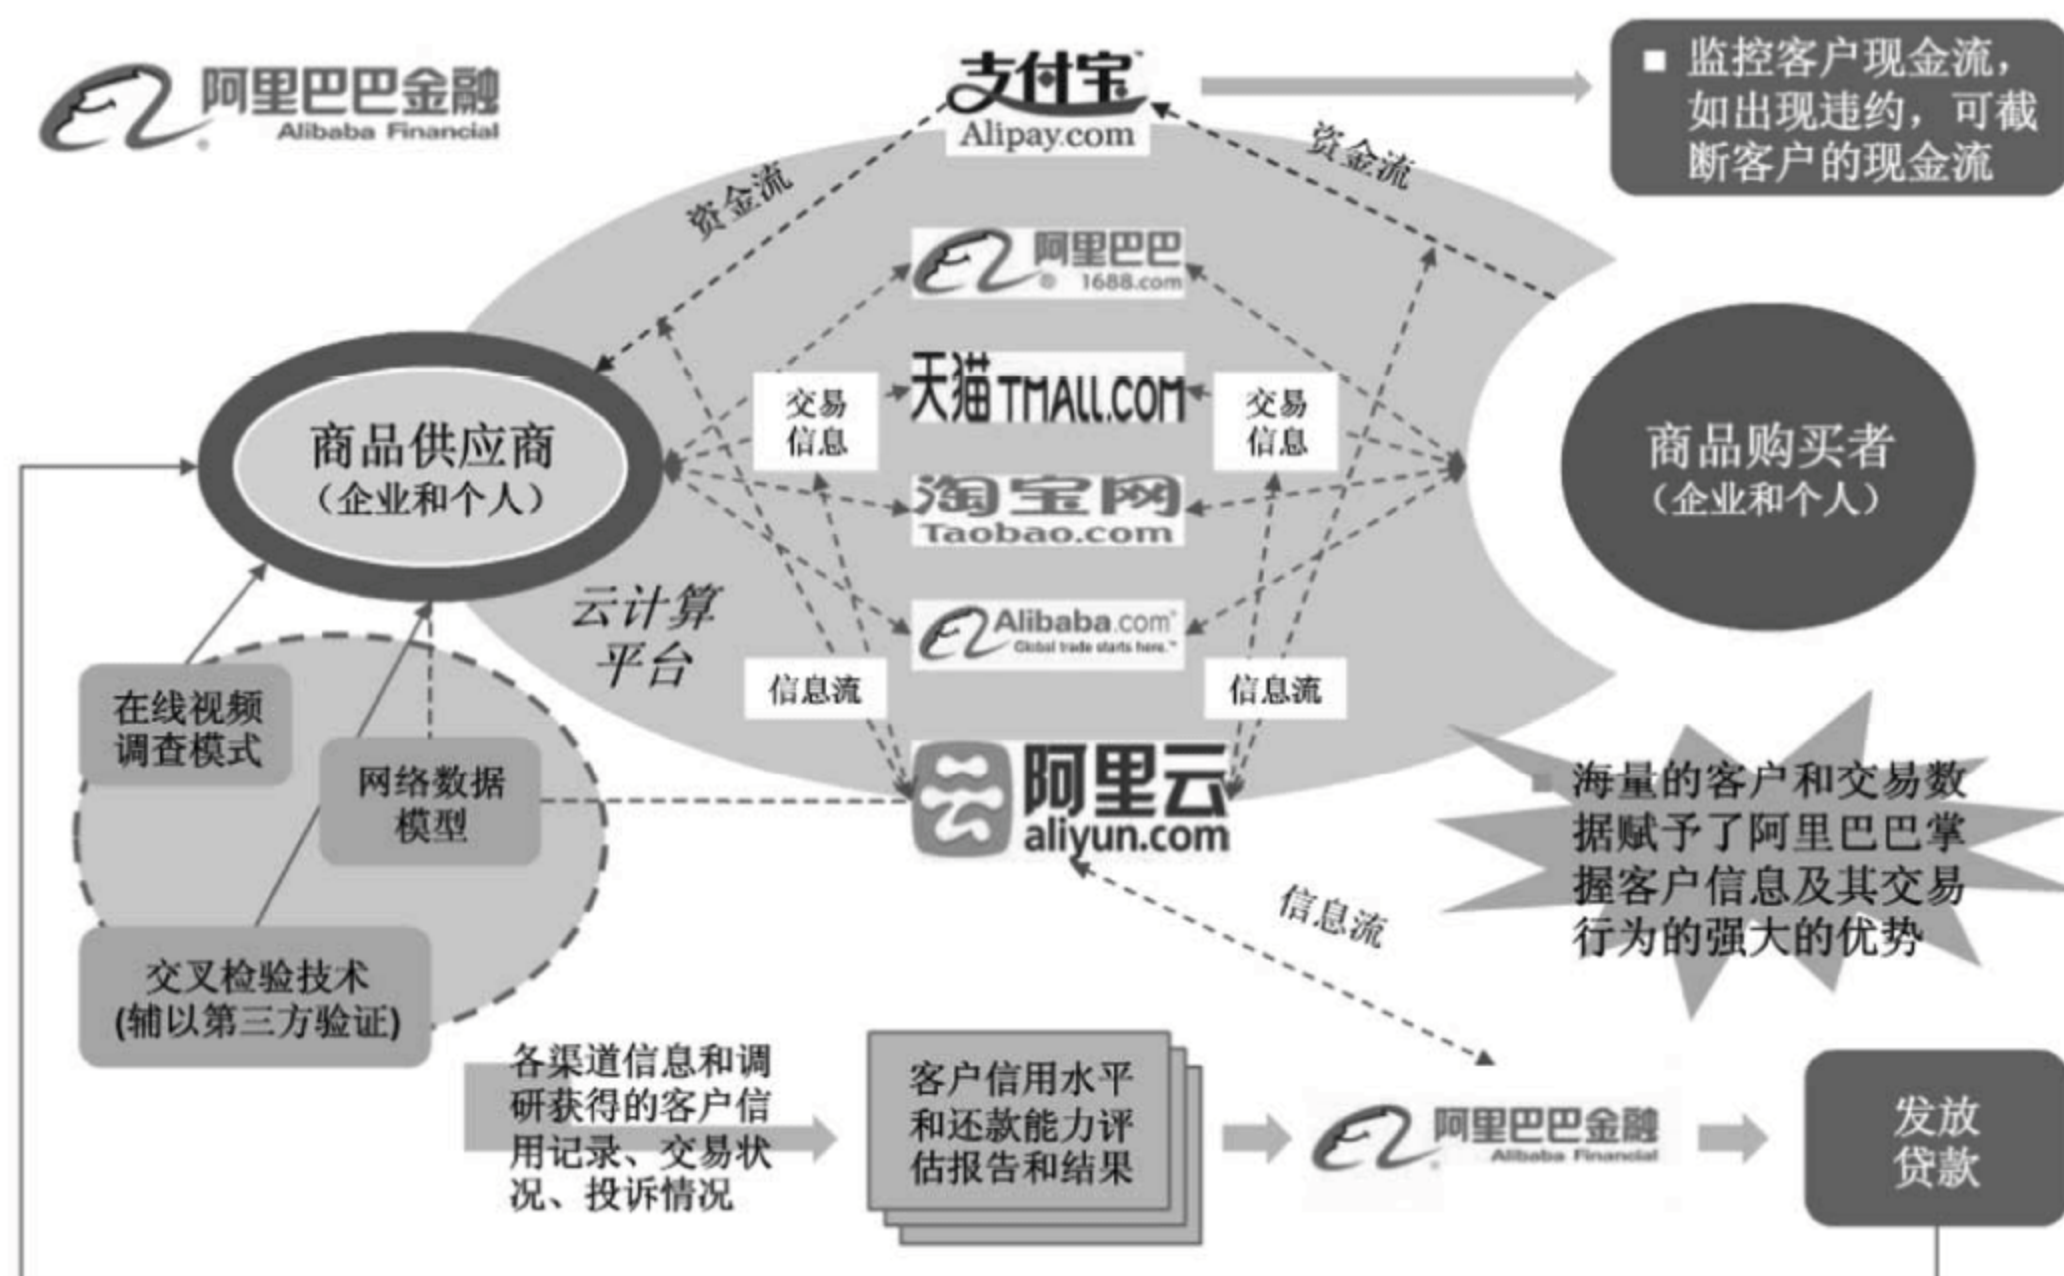 阿里巴巴金融
Alibaba Financial
支付宝
Alipay.com
■ 监控客户现金流，
如出现违约，可截
断客户的现金流
资金流
资金流
阿里巴巴
1688.com
天猫 TMALL.COM
交易
信息
交易
信息
商品供应商
（企业和个人）
商品购买者
（企业和个人）
淘宝网
Taobao.com
云计算
平台
Alibaba.com
Global trade starts here.™
信息流
信息流
在线视频
调查模式
网络数据
模型
阿里云
aliyun.com
■ 海量的客户和交易数
据赋予了阿里巴巴掌
握客户信息及其交易
行为的强大的优势
信息流
交叉检验技术
(辅以第三方验证)
各渠道信息和调
研获得的客户信
用记录、交易状
况、投诉情况
客户信用水平
和还款能力评
估报告和结果
阿里巴巴金融
Alibaba Financial
发放
贷款